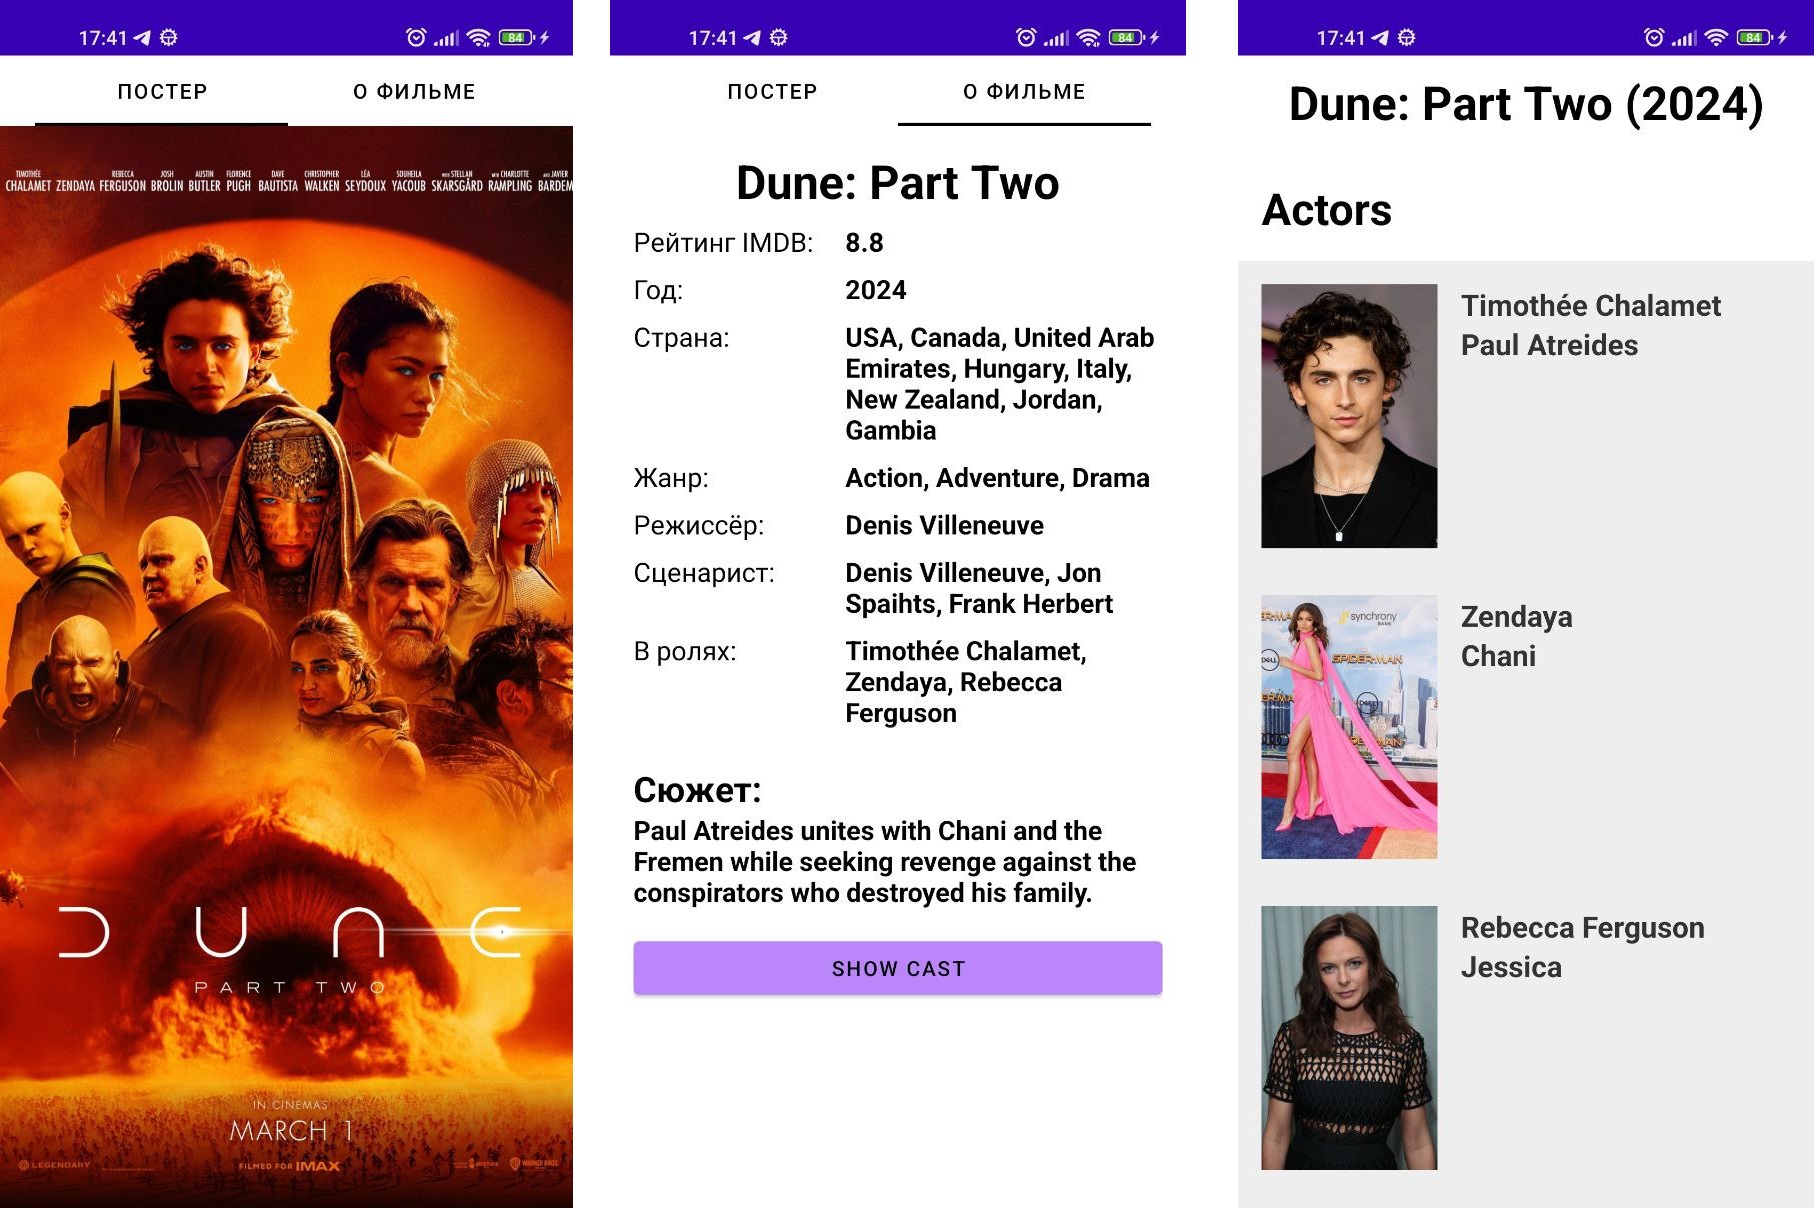 17:41
84
ПОСТЕР
О ФИЛЬМЕ
TIMOTHÉE CHALAMET ZENDAYA REBECCA FERGUSON JOSH BROLIN AUSTIN BUTLER FLORENCE PUGH DAVE BAUTISTA CHRISTOPHER WALKEN LÉA SEYDOUX SOUHEILA YACOUB WITH STELLAN SKARSGÅRD WITH CHARLOTTE RAMPLING AND JAVIER BARDEM
DUNE
PART TWO
IN CINEMAS
MARCH 1
LEGENDARY
FILMED FOR IMAX
WARNER BROS.
17:41
84
ПОСТЕР
О ФИЛЬМЕ
Dune: Part Two
Рейтинг IMDB: 8.8
Год: 2024
Страна: USA, Canada, United Arab
Emirates, Hungary, Italy,
New Zealand, Jordan,
Gambia
Жанр: Action, Adventure, Drama
Режиссёр: Denis Villeneuve
Сценарист: Denis Villeneuve, Jon
Spaihts, Frank Herbert
В ролях: Timothée Chalamet,
Zendaya, Rebecca
Ferguson
Сюжет:
Paul Atreides unites with Chani and the
Fremen while seeking revenge against the
conspirators who destroyed his family.
SHOW CAST
17:41
84
Dune: Part Two (2024)
Actors
Timothée Chalamet
Paul Atreides
synchrony
BANK
DELL
SPIDER-MAN
DELL
Zendaya
Chani
Rebecca Ferguson
Jessica